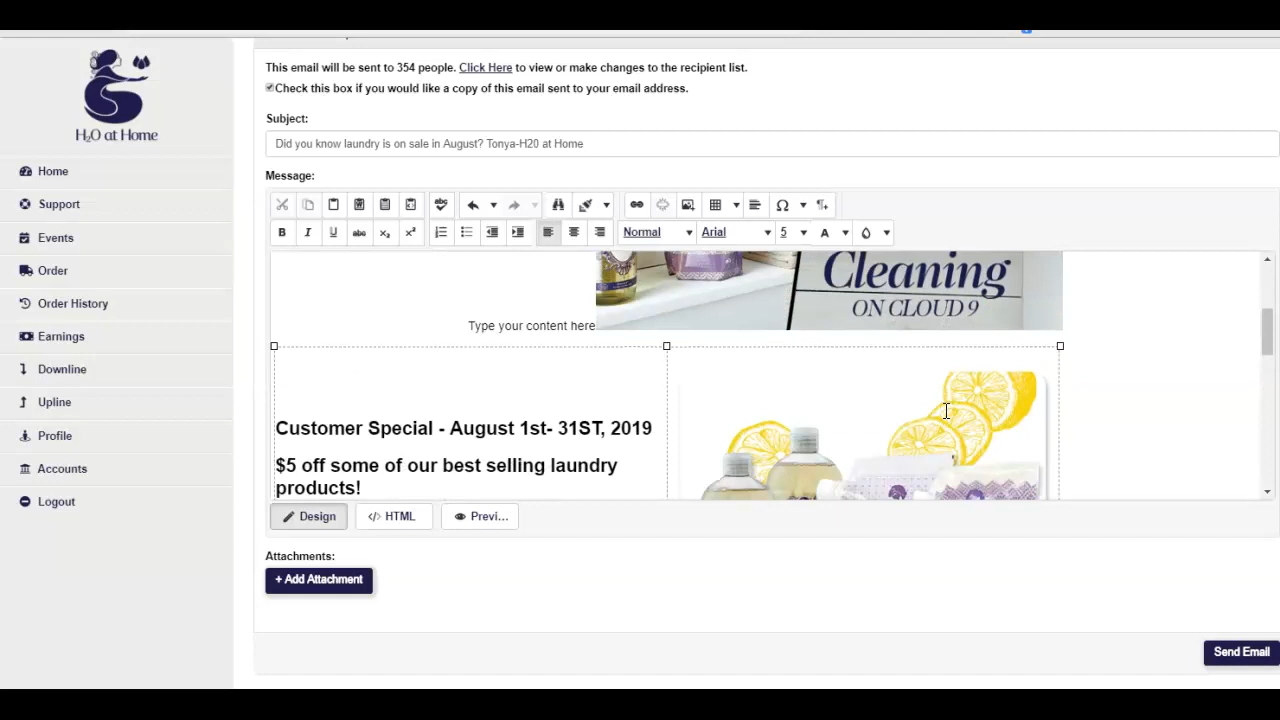 H2O at Home
Home
Support
Events
Order
Order History
Earnings
Downline
Upline
Profile
Accounts
Logout
This email will be sent to 354 people. Click Here to view or make changes to the recipient list.
Check this box if you would like a copy of this email sent to your email address.
Subject:
Did you know laundry is on sale in August? Tonya-H20 at Home
Message:
abc
B I U abc X₂ X² Normal Arial 5 A
Cleaning
ON CLOUD 9
Type your content here
Customer Special - August 1st- 31ST, 2019
$5 off some of our best selling laundry
products!
Design </> HTML Previ...
Attachments:
+ Add Attachment
Send Email